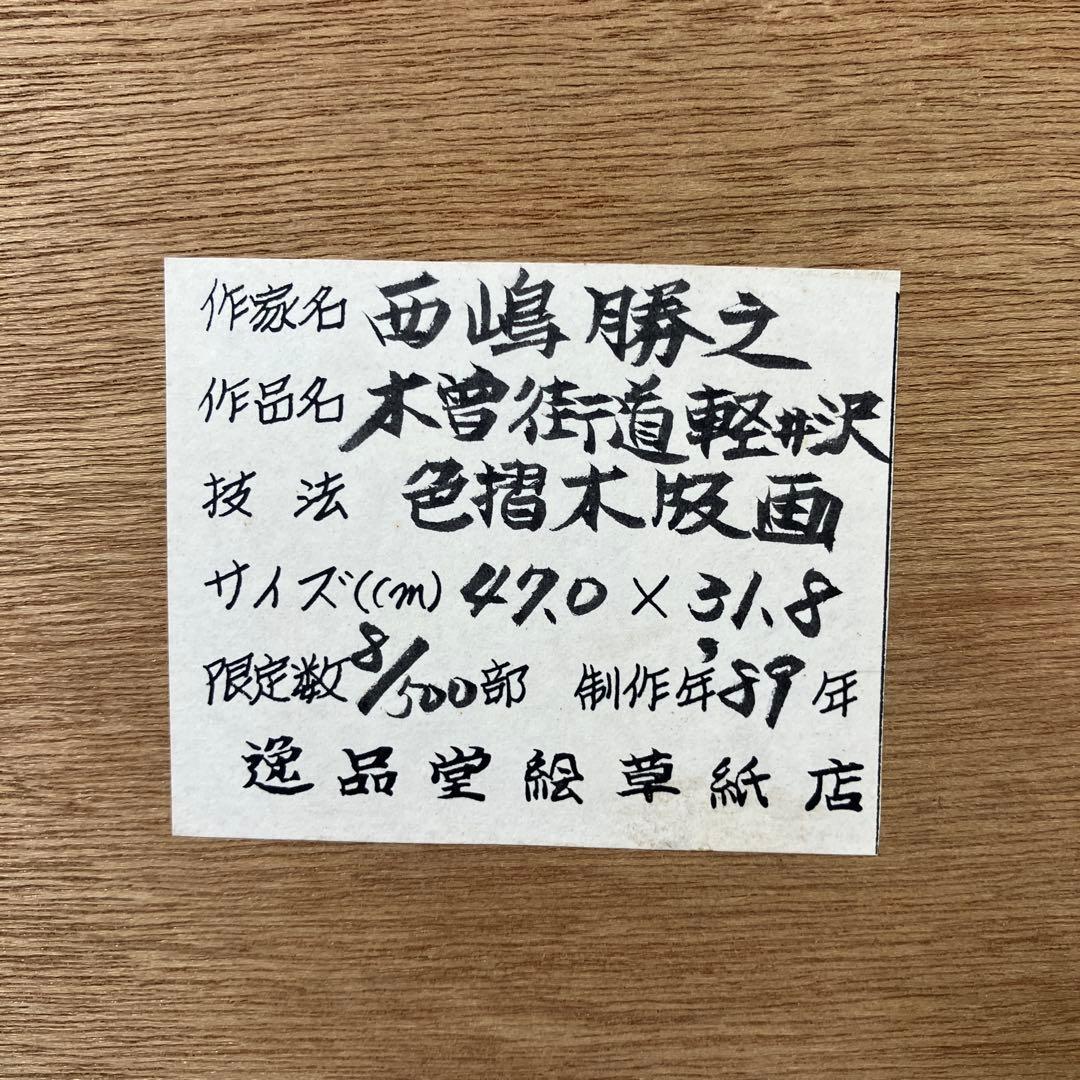 作家名 西嶋勝之
作品名 木曽街道軽井沢
技法 色摺木版画
サイズ(cm) 47.0 × 31.8
限定数 8/500部 制作年 '89年
逸品堂絵草紙店